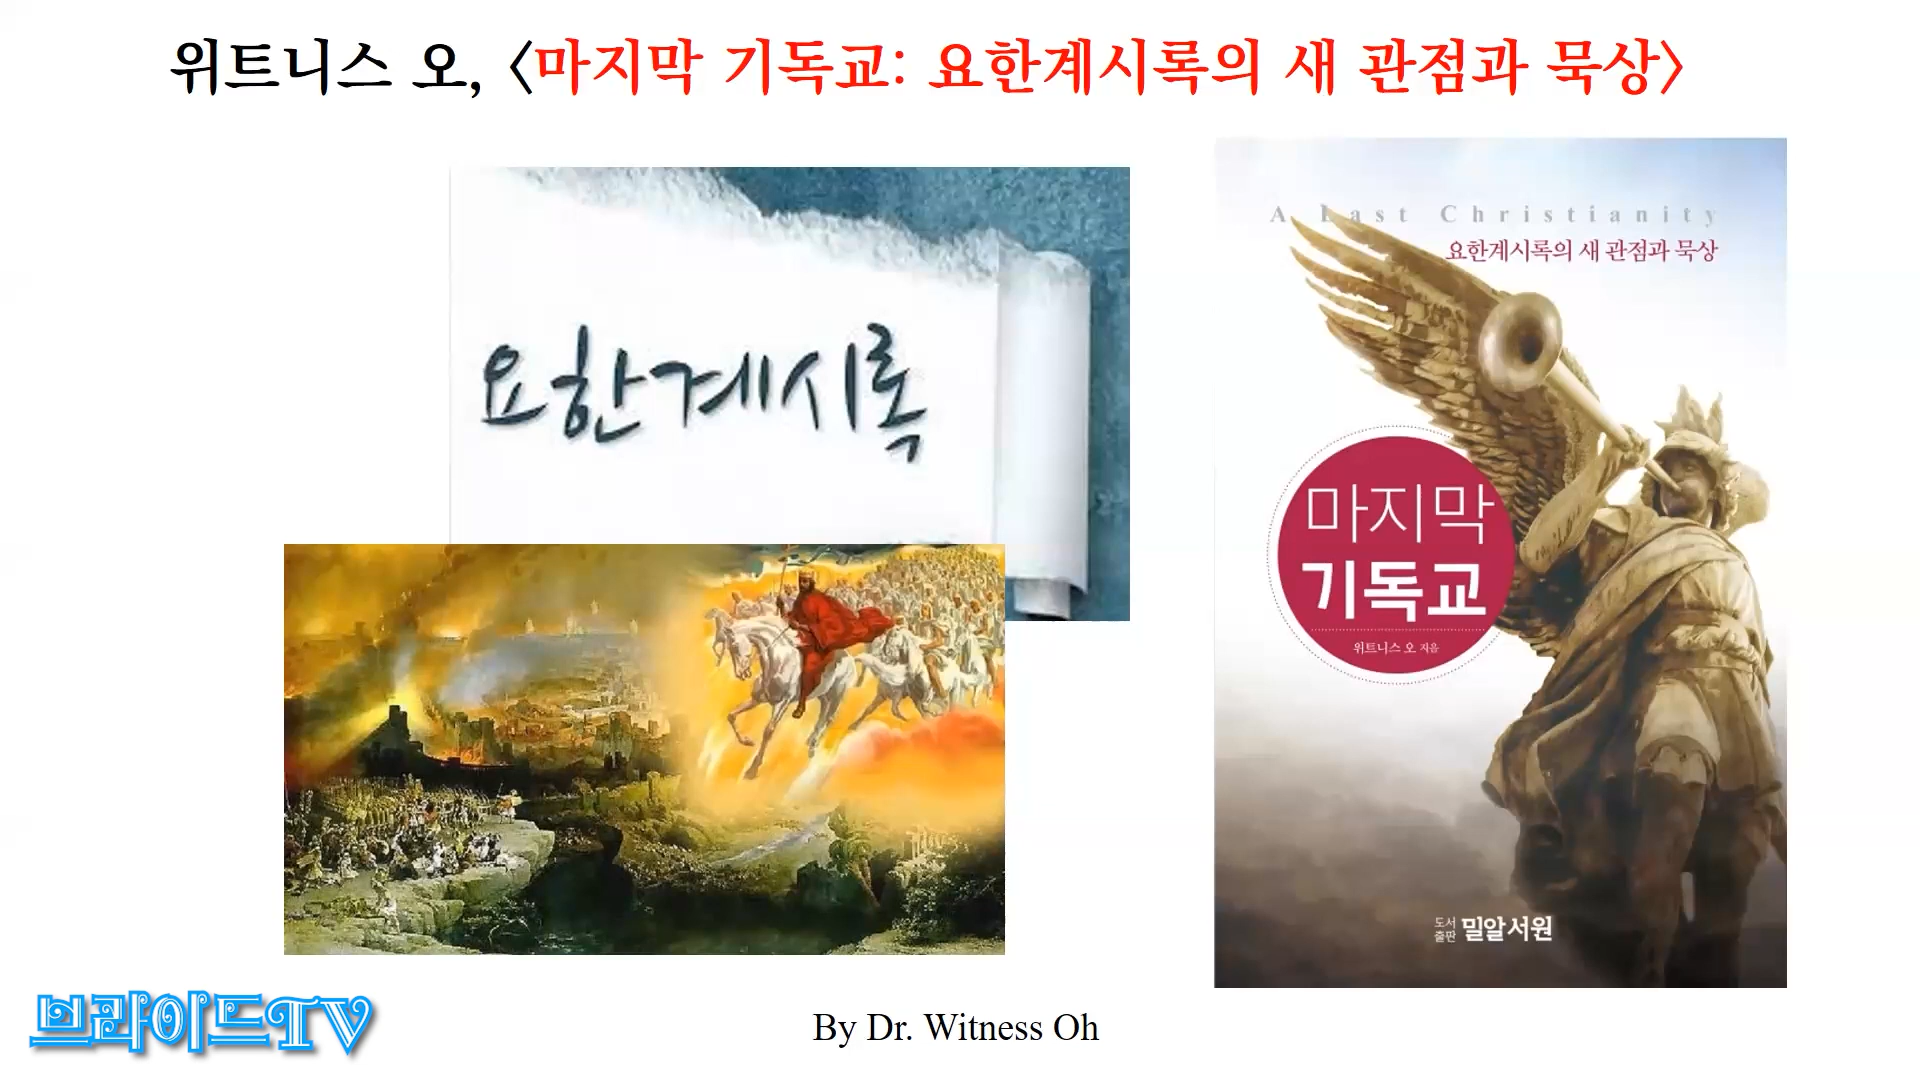 위트니스 오, <마지막 기독교: 요한계시록의 새 관점과 묵상>
요한계시록
A Last Christianity
요한계시록의 새 관점과 묵상
마지막
기독교
위트니스 오 지음
도서
출판 밀알서원
브라이드TV
By Dr. Witness Oh